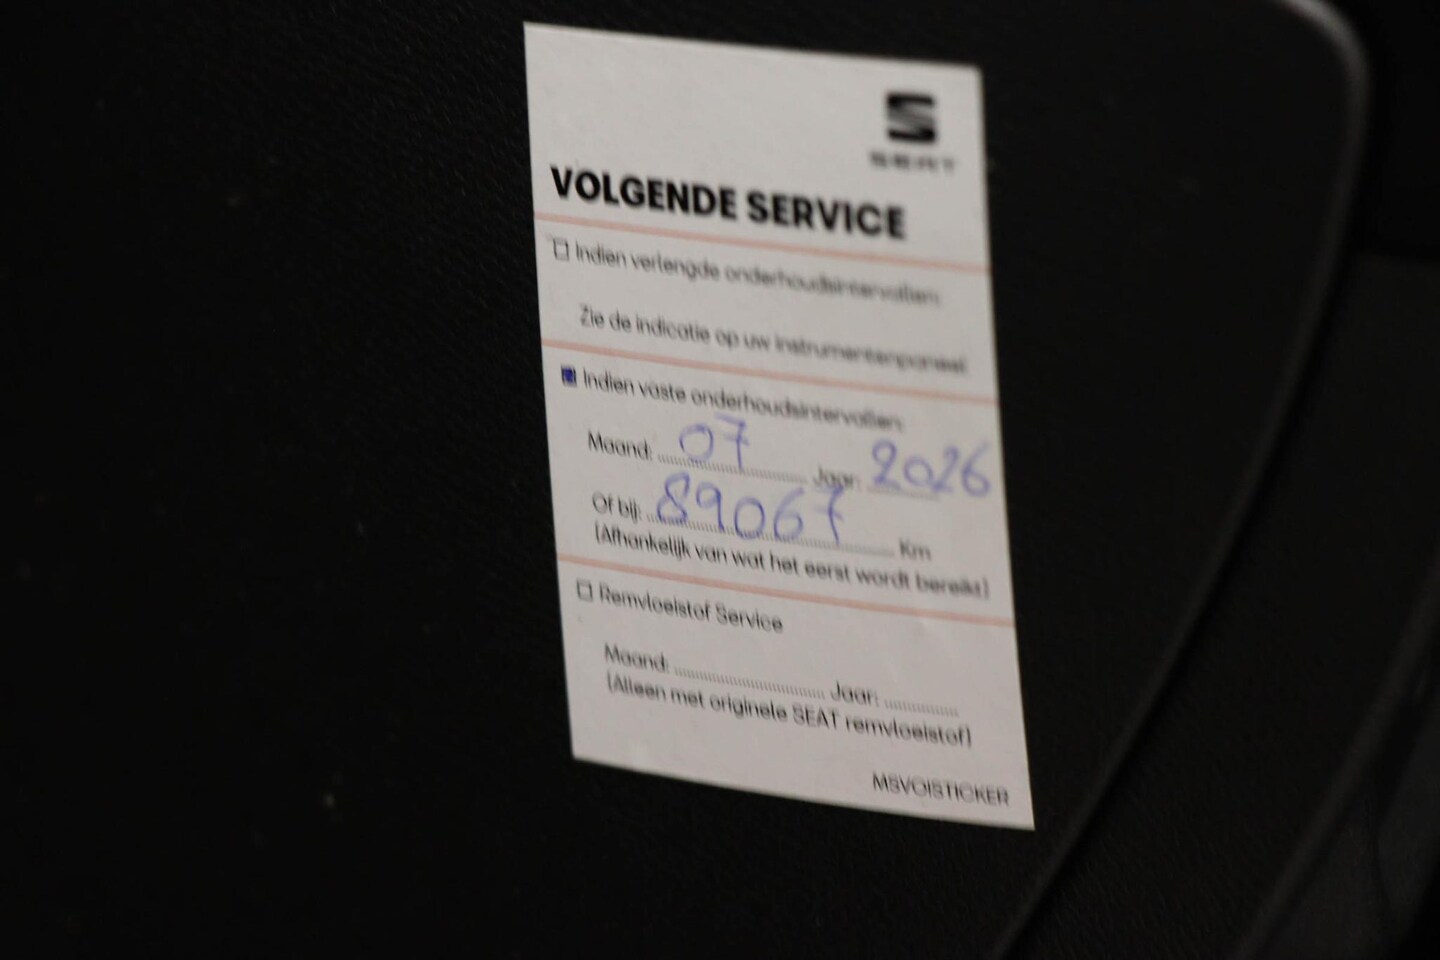 SEAT
VOLGENDE SERVICE
Indien verlengde onderhoudsintervallen:
Zie de indicatie op uw instrumentenpaneel
Indien vaste onderhoudsintervallen:
Maand: 07 Jaar: 2026
Of bij: 89067 Km
(Afhankelijk van wat het eerst wordt bereikt)
Remvloeistof Service
Maand: Jaar:
(Alleen met originele SEAT remvloeistof)
MSVOISTICKER